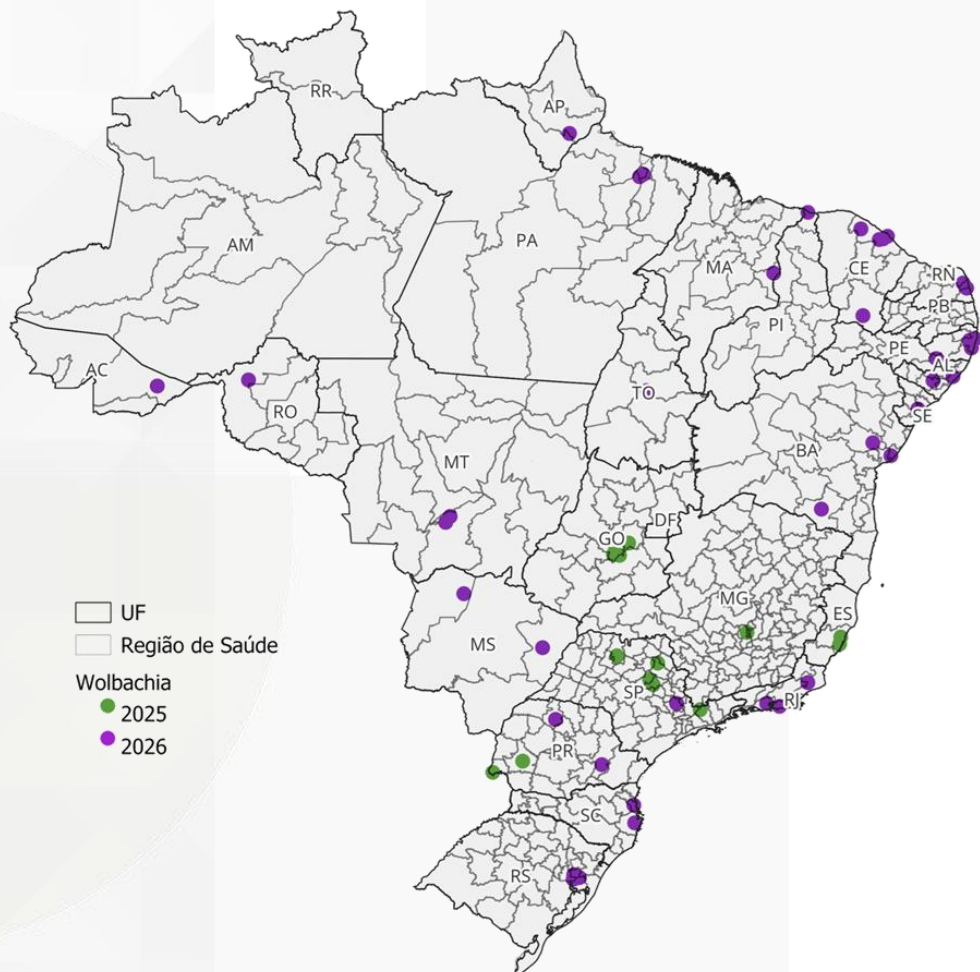 RR
AP
AM
PA
MA
CE
RN
PB
PI
PE
AC
AL
TO
RO
SE
BA
MT
DF
GO
MG
UF
ES
Região de Saúde
MS
Wolbachia
SP
2025
RJ
2026
PR
SC
RS